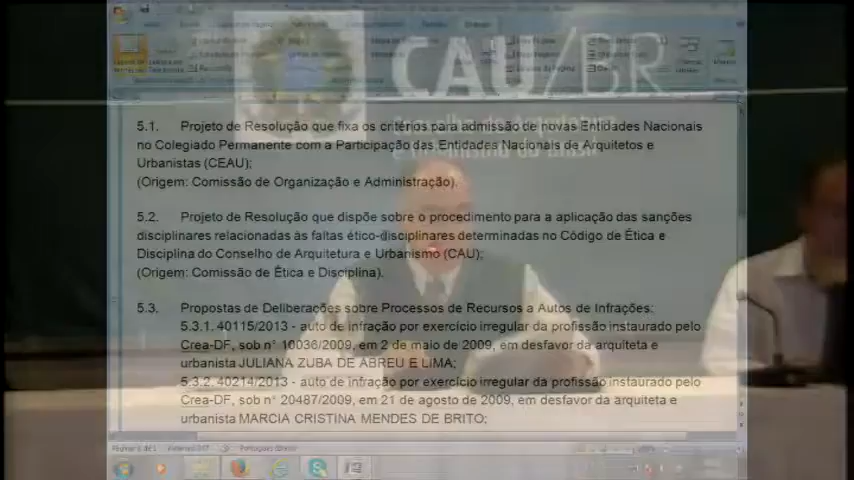 CAU/BR
5.1. Projeto de Resolução que fixa os critérios para admissão de novas Entidades Nacionais
no Colegiado Permanente com a Participação das Entidades Nacionais de Arquitetos e
Urbanistas (CEAU);
(Origem: Comissão de Organização e Administração).
5.2. Projeto de Resolução que dispõe sobre o procedimento para a aplicação das sanções
disciplinares relacionadas às faltas ético-disciplinares determinadas no Código de Ética e
Disciplina do Conselho de Arquitetura e Urbanismo (CAU);
(Origem: Comissão de Ética e Disciplina).
5.3. Propostas de Deliberações sobre Processos de Recursos a Autos de Infrações:
5.3.1. 40115/2013 - auto de infração por exercício irregular da profissão instaurado pelo
Crea-DF, sob n° 10036/2009, em 2 de maio de 2009, em desfavor da arquiteta e
urbanista JULIANA ZUBA DE ABREU E LIMA;
5.3.2. 40214/2013 - auto de infração por exercício irregular da profissão instaurado pelo
Crea-DF, sob n° 20487/2009, em 21 de agosto de 2009, em desfavor da arquiteta e
urbanista MARCIA CRISTINA MENDES DE BRITO;